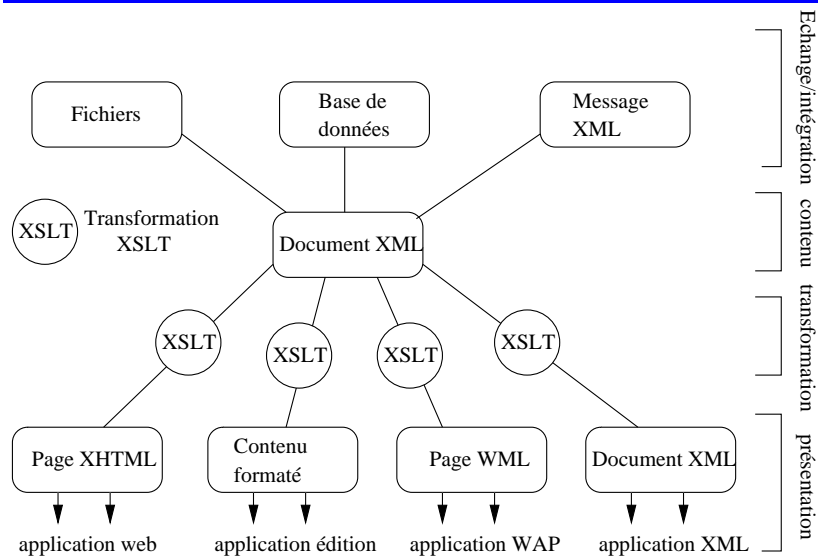 Echange/intégration
Fichiers
Base de
données
Message
XML
XSLT
Transformation
XSLT
Document XML
contenu
XSLT
XSLT
XSLT
XSLT
transformation
Page XHTML
Contenu
formaté
Page WML
Document XML
présentation
application web
application édition
application WAP
application XML